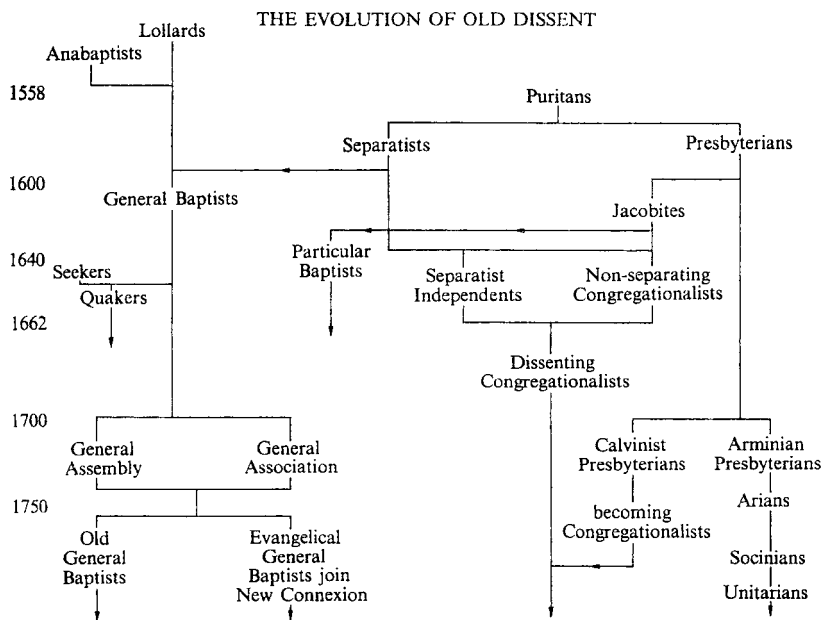 THE EVOLUTION OF OLD DISSENT
Lollards
Anabaptists
1558
Puritans
Separatists
Presbyterians
1600
General Baptists
Jacobites
1640
Particular
Baptists
Separatist
Independents
Non-separating
Congregationalists
Seekers
Quakers
1662
Dissenting
Congregationalists
1700
General
Assembly
General
Association
Calvinist
Presbyterians
Arminian
Presbyterians
1750
Arians
becoming
Congregationalists
Old
General
Baptists
Evangelical
General
Baptists join
New Connexion
Socinians
Unitarians